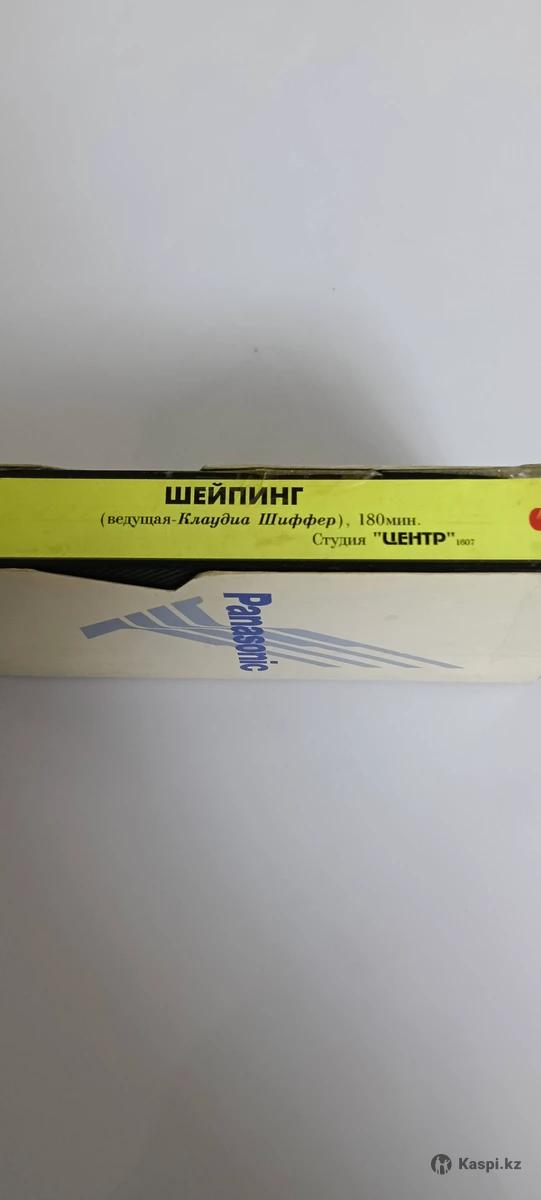 ШЕЙПИНГ
(ведущая-Клаудиа Шиффер), 180мин.
Студия "ЦЕНТР" 1607
Panasonic
Kaspi.kz